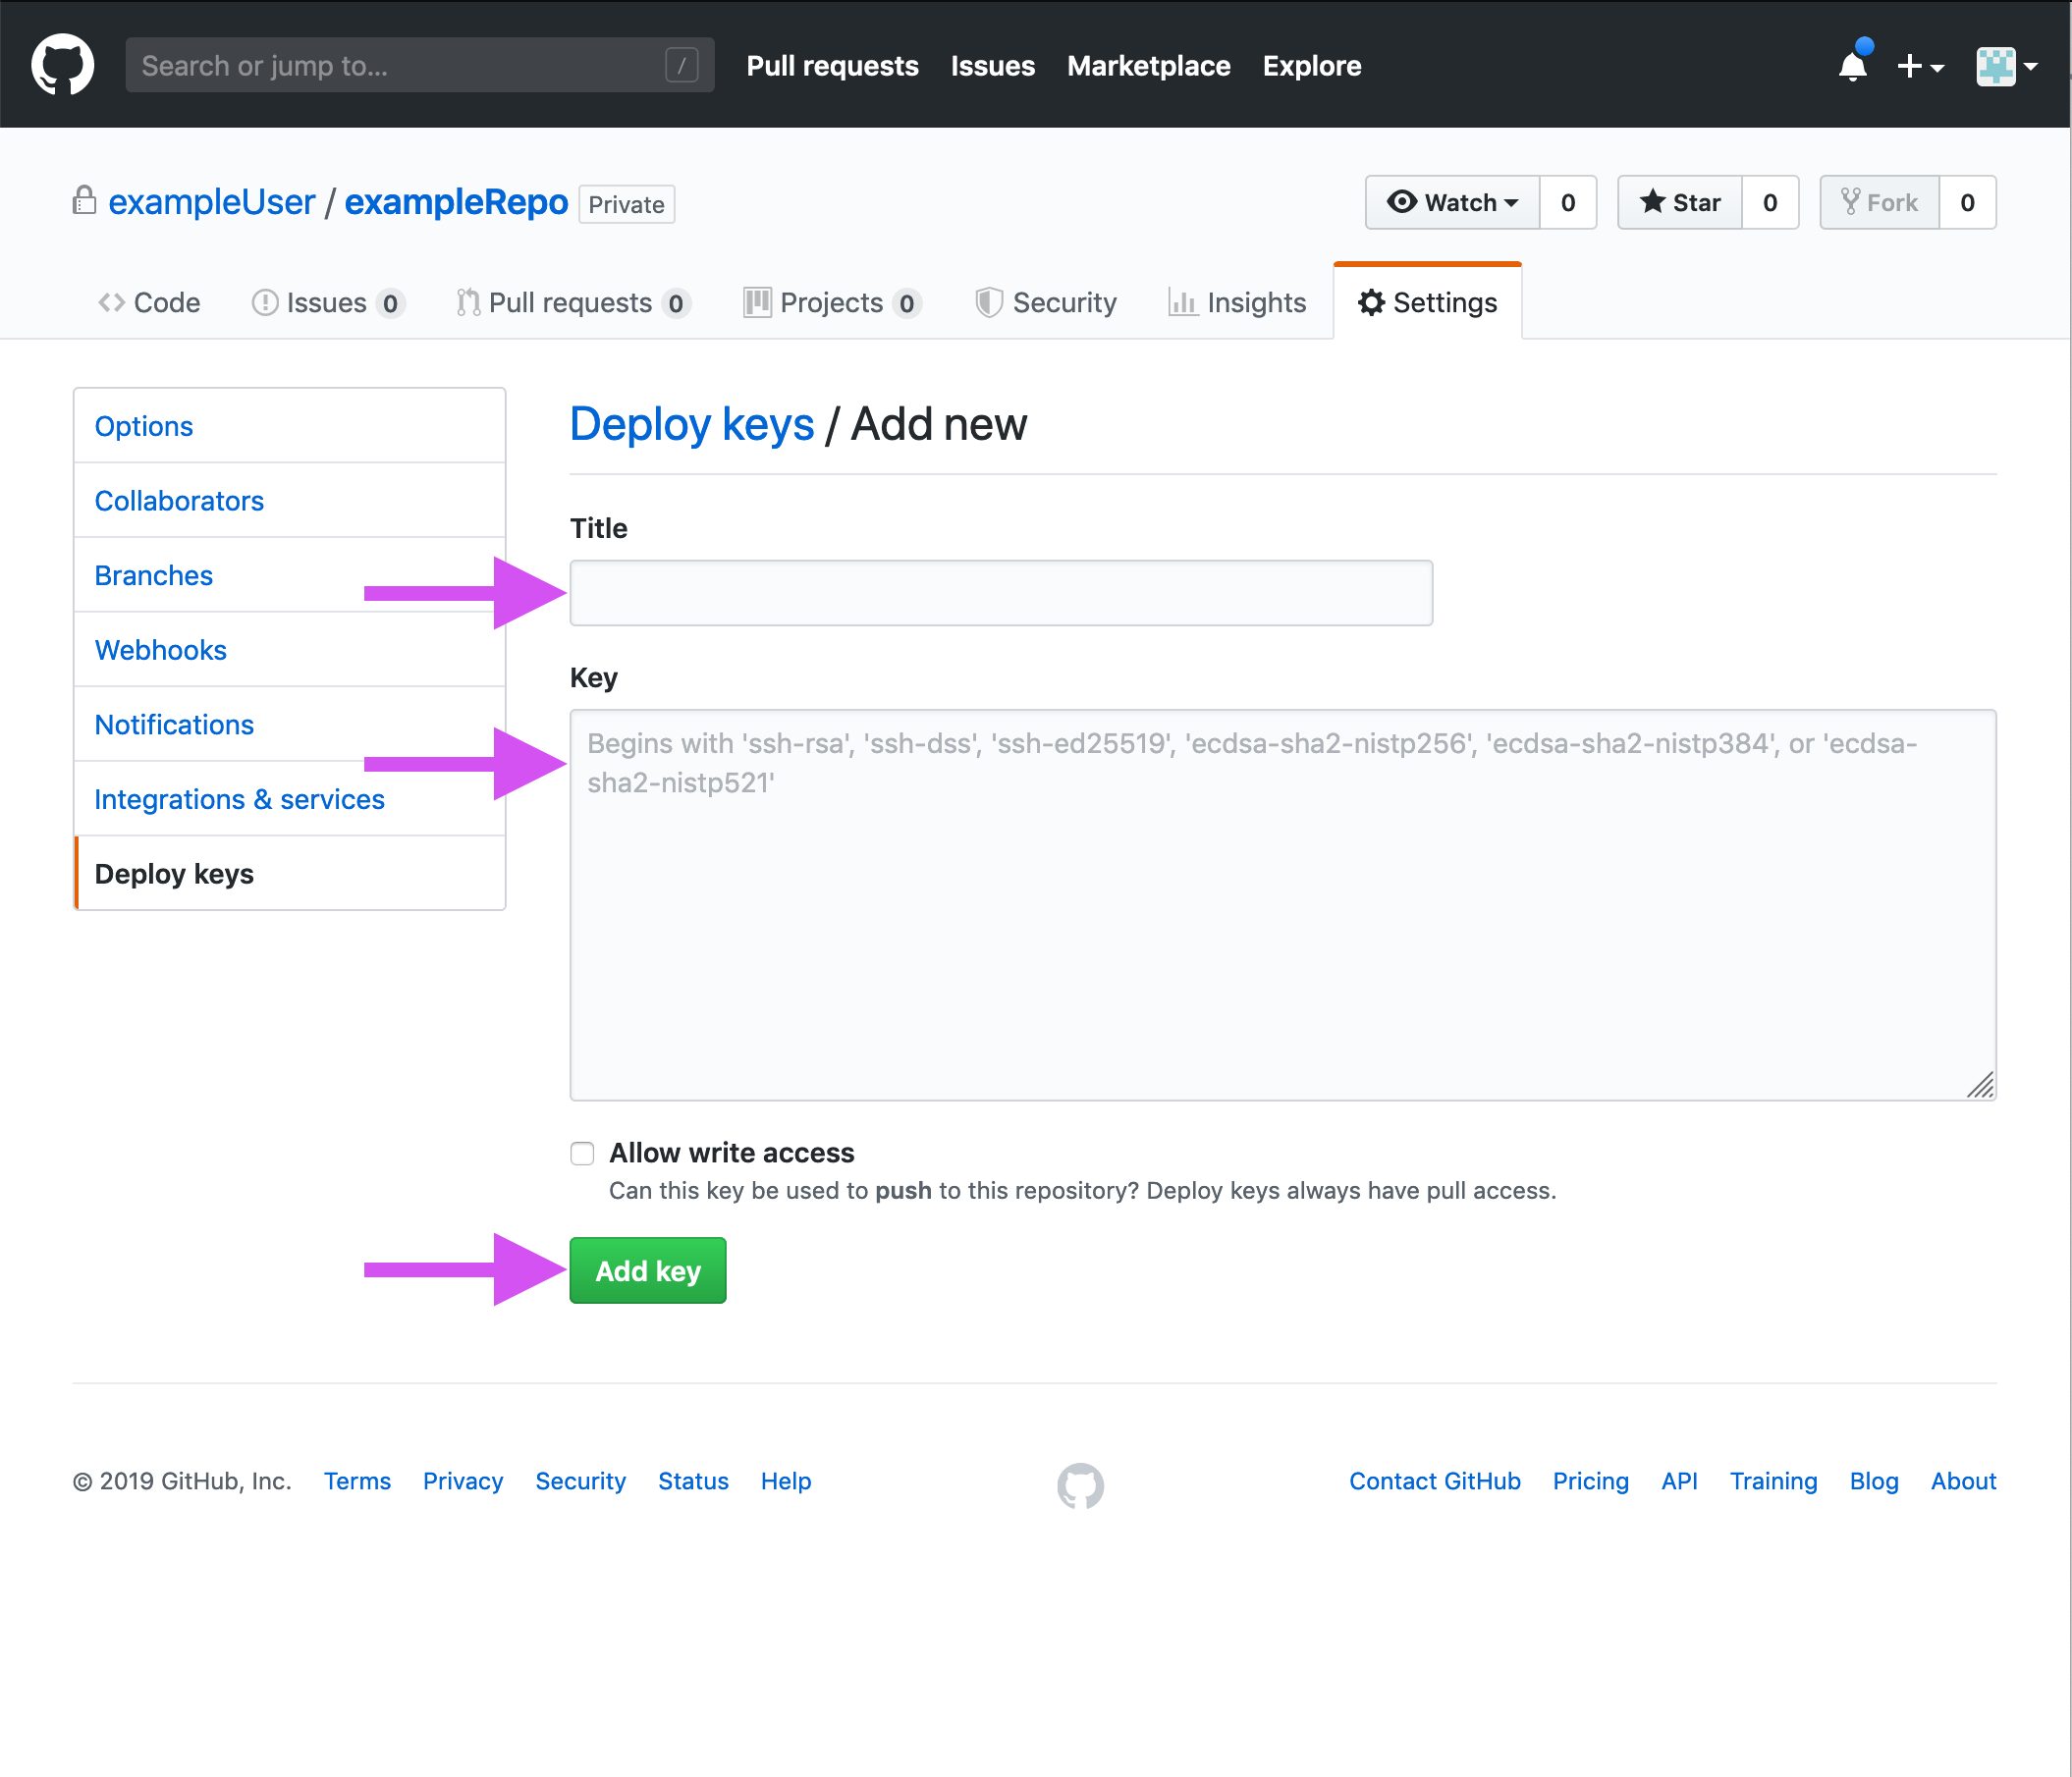 Search or jump to... /
Pull requests Issues Marketplace Explore
exampleUser / exampleRepo Private
Watch 0 Star 0 Fork 0
Code Issues 0 Pull requests 0 Projects 0 Security Insights Settings
Options
Collaborators
Branches
Webhooks
Notifications
Integrations & services
Deploy keys
Deploy keys / Add new
Title
Key
Begins with 'ssh-rsa', 'ssh-dss', 'ssh-ed25519', 'ecdsa-sha2-nistp256', 'ecdsa-sha2-nistp384', or 'ecdsa-
sha2-nistp521'
Allow write access
Can this key be used to push to this repository? Deploy keys always have pull access.
Add key
© 2019 GitHub, Inc. Terms Privacy Security Status Help
Contact GitHub Pricing API Training Blog About